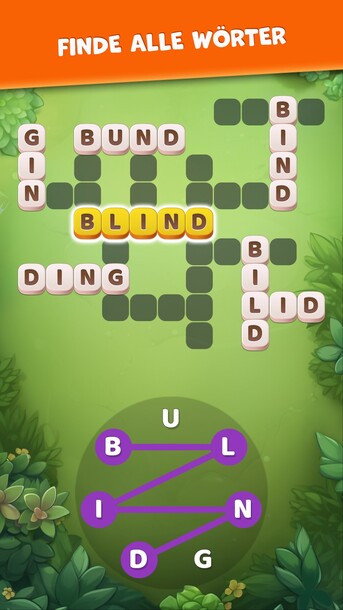 FINDE ALLE WÖRTER
BIND
GIN
BUND
BLIND
DING
BILD
LID
U
B L
I N
D G